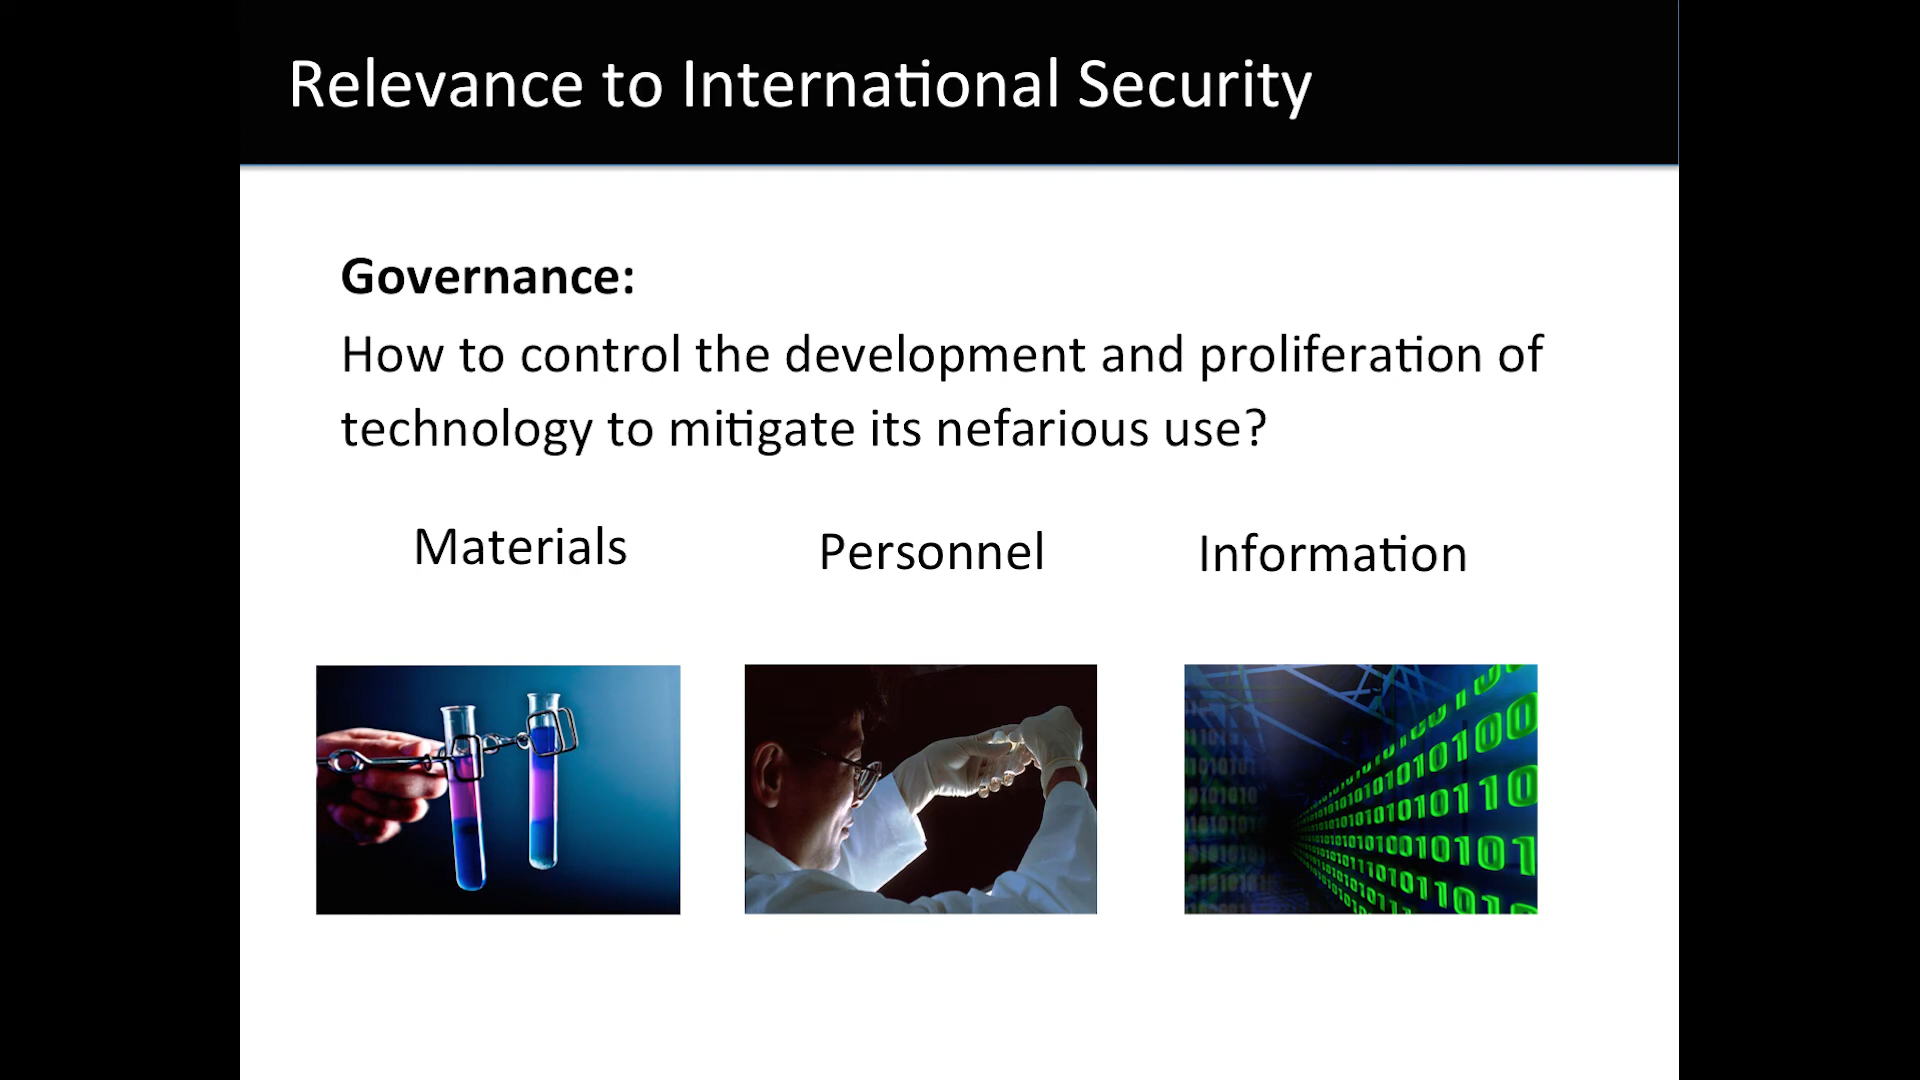 Relevance to International Security
Governance:
How to control the development and proliferation of
technology to mitigate its nefarious use?
Materials
Personnel
Information